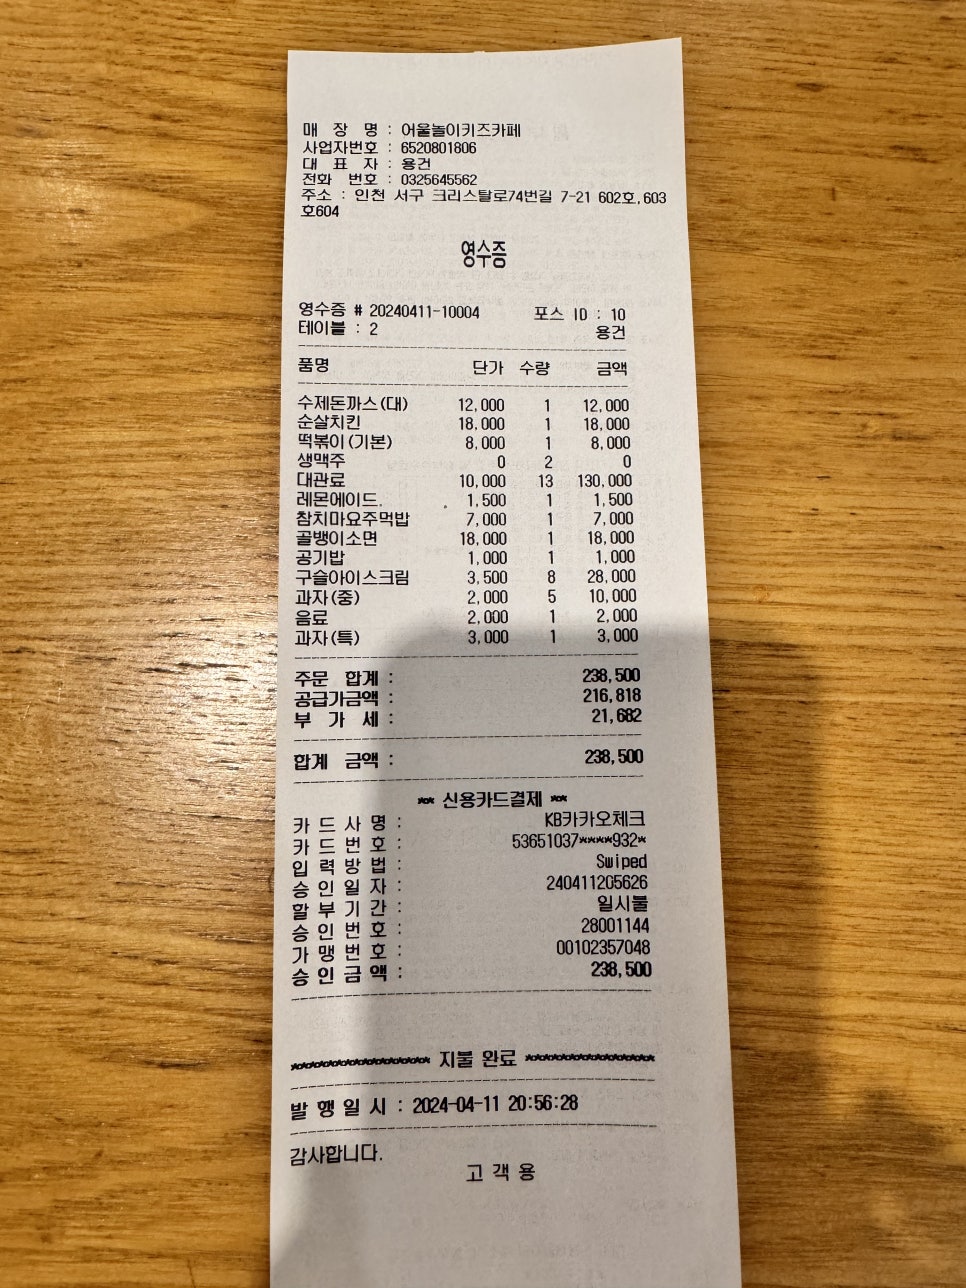 매 장 명 : 어울놀이키즈카페
사업자번호 : 6520801806
대 표 자 : 용건
전화 번호 : 0325645562
주소 : 인천 서구 크리스탈로74번길 7-21 602호,603
호604
영수증
영수증 # 20240411-10004 포스 ID : 10
테이블 : 2 용건
품명 단가 수량 금액
수제돈까스(대) 12,000 1 12,000
순살치킨 18,000 1 18,000
떡볶이(기본) 8,000 1 8,000
생맥주 0 2 0
대관료 10,000 13 130,000
레몬에이드. 1,500 1 1,500
참치마요주먹밥 7,000 1 7,000
골뱅이소면 18,000 1 18,000
공기밥 1,000 1 1,000
구슬아이스크림 3,500 8 28,000
과자(중) 2,000 5 10,000
음료 2,000 1 2,000
과자(특) 3,000 1 3,000
주문 합계 : 238,500
공급가금액 : 216,818
부 가 세 : 21,682
합계 금액 : 238,500
** 신용카드결제 **
카 드 사 명 : KB카카오체크
카 드 번 호 : 53651037****932*
입 력 방 법 : Swiped
승 인 일 자 : 240411205626
할 부 기 간 : 일시불
승 인 번 호 : 28001144
가 맹 번 호 : 00102357048
승 인 금 액 : 238,500
****************** 지불 완료 *****************
발 행 일 시 : 2024-04-11 20:56:28
감사합니다.
고 객 용